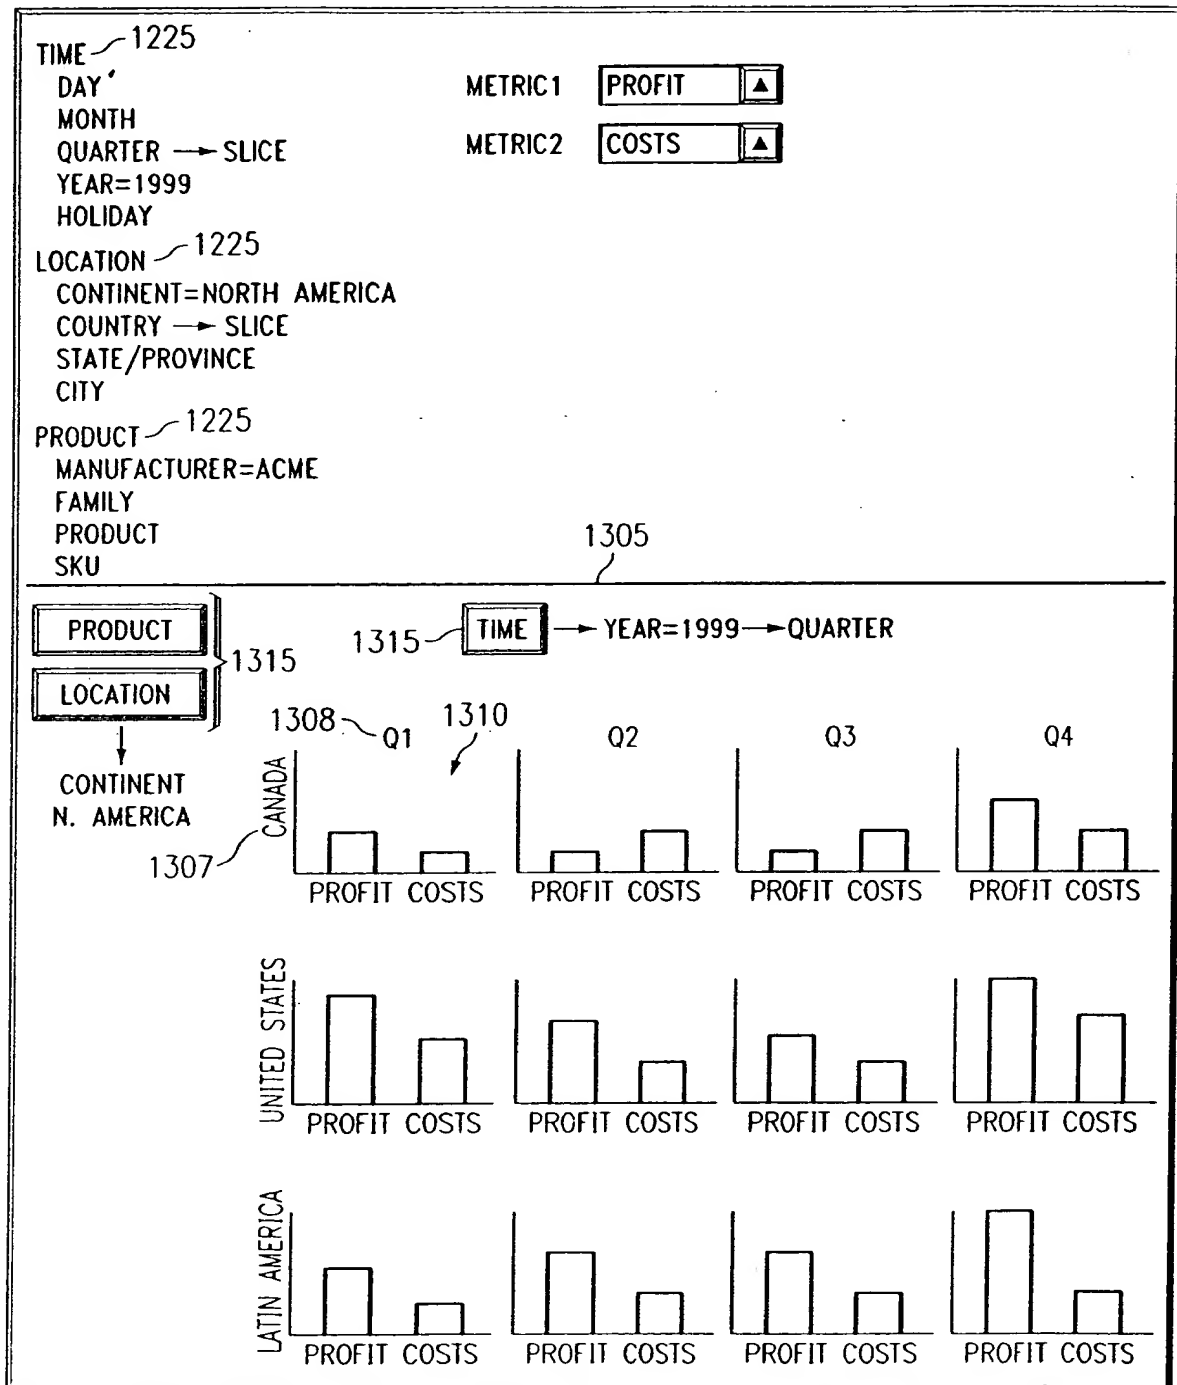 TIME 1225
DAY
MONTH
QUARTER → SLICE
YEAR=1999
HOLIDAY
METRIC1 PROFIT ▲
METRIC2 COSTS ▲
LOCATION 1225
CONTINENT=NORTH AMERICA
COUNTRY → SLICE
STATE/PROVINCE
CITY
PRODUCT 1225
MANUFACTURER=ACME
FAMILY
PRODUCT
SKU
1305
PRODUCT
LOCATION
1315
CONTINENT
N. AMERICA
1315 TIME → YEAR=1999 → QUARTER
1308 Q1 1310 Q2 Q3 Q4
1307
CANADA
PROFIT COSTS PROFIT COSTS PROFIT COSTS PROFIT COSTS
UNITED STATES
PROFIT COSTS PROFIT COSTS PROFIT COSTS PROFIT COSTS
LATIN AMERICA
PROFIT COSTS PROFIT COSTS PROFIT COSTS PROFIT COSTS